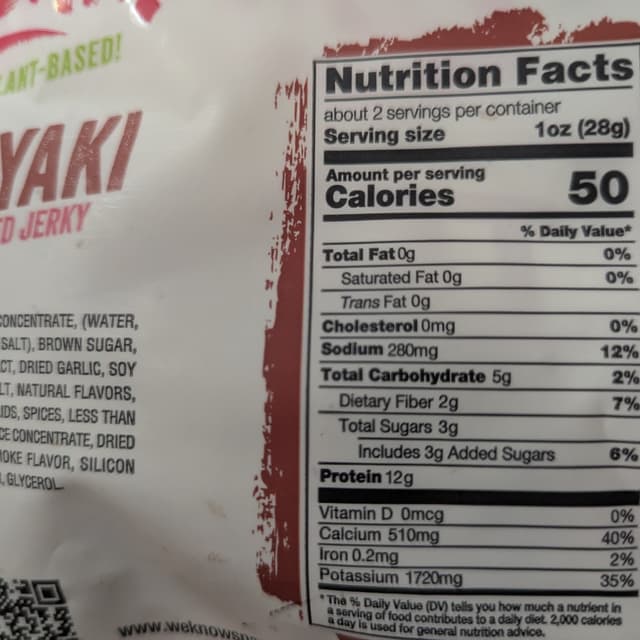 ANT-BASED!
YAKI
D JERKY
ONCENTRATE, (WATER,
SALT), BROWN SUGAR,
CT, DRIED GARLIC, SOY
LT, NATURAL FLAVORS,
IDS, SPICES, LESS THAN
CE CONCENTRATE, DRIED
OKE FLAVOR, SILICON
, GLYCEROL.
www.weknowsn
Nutrition Facts
about 2 servings per container
Serving size 1oz (28g)
Amount per serving
Calories 50
% Daily Value*
Total Fat 0g 0%
Saturated Fat 0g 0%
Trans Fat 0g
Cholesterol 0mg 0%
Sodium 280mg 12%
Total Carbohydrate 5g 2%
Dietary Fiber 2g 7%
Total Sugars 3g
Includes 3g Added Sugars 6%
Protein 12g
Vitamin D 0mcg 0%
Calcium 510mg 40%
Iron 0.2mg 2%
Potassium 1720mg 35%
*The % Daily Value (DV) tells you how much a nutrient in
a serving of food contributes to a daily diet. 2,000 calories
a day is used for general nutrition advice.